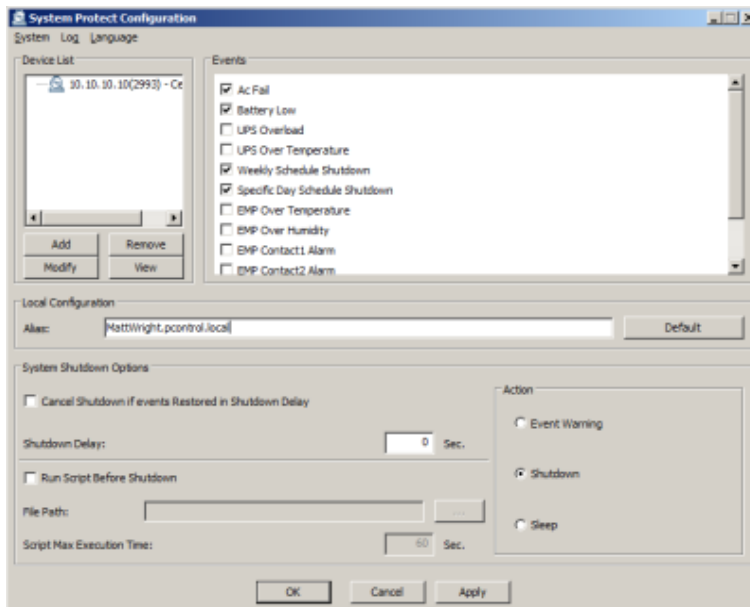 System Protect Configuration
System Log Language
Device List
10.10.10.10(2993) - Ce
Add Remove
Modify View
Events
Ac Fail
Battery Low
UPS Overload
UPS Over Temperature
Weekly Schedule Shutdown
Specific Day Schedule Shutdown
EMP Over Temperature
EMP Over Humidity
EMP Contact1 Alarm
EMP Contact2 Alarm
Local Configuration
Alias: MattWright.pcontrol.local Default
System Shutdown Options
Cancel Shutdown if events Restored in Shutdown Delay
Shutdown Delay: 0 Sec.
Run Script Before Shutdown
File Path: ...
Script Max Execution Time: 60 Sec.
Action
Event Warning
Shutdown
Sleep
OK Cancel Apply